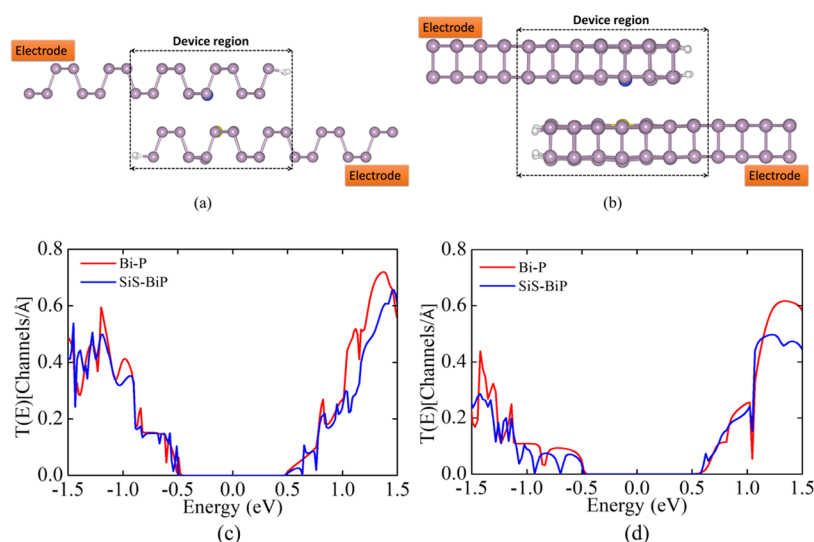 Electrode
Device region
Electrode
(a)
Electrode
Device region
Electrode
(b)
T(E)[Channels/Å]
0.8
0.6
0.4
0.2
0.0
Bi-P
SiS-BiP
-1.5 -1.0 -0.5 0.0 0.5 1.0 1.5
Energy (eV)
(c)
T(E)[Channels/Å]
0.8
0.6
0.4
0.2
0.0
Bi-P
SiS-BiP
-1.5 -1.0 -0.5 0.0 0.5 1.0 1.5
Energy (eV)
(d)